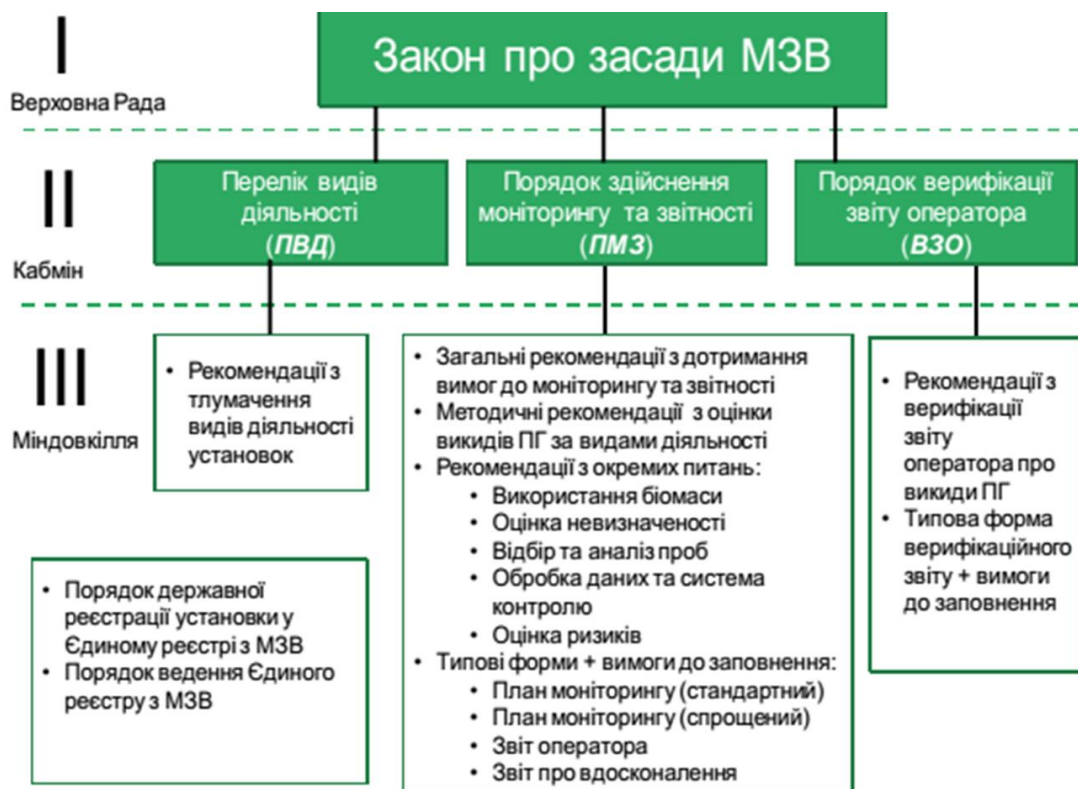 I
Верховна Рада
Закон про засади МЗВ
II
Кабмін
Перелік видів
діяльності
(ПВД)
Порядок здійснення
моніторингу та звітності
(ПМЗ)
Порядок верифікації
звіту оператора
(ВЗО)
III
Міндовкілля
• Рекомендації з
тлумачення
видів діяльності
установок
• Порядок державної
реєстрації установки у
Єдиному реєстрі з МЗВ
• Порядок ведення Єдиного
реєстру з МЗВ
• Загальні рекомендації з дотримання
вимог до моніторингу та звітності
• Методичні рекомендації з оцінки
викидів ПГ за видами діяльності
• Рекомендації з окремих питань:
• Використання біомаси
• Оцінка невизначеності
• Відбір та аналіз проб
• Обробка даних та система
контролю
• Оцінка ризиків
• Типові форми + вимоги до заповнення:
• План моніторингу (стандартний)
• План моніторингу (спрощений)
• Звіт оператора
• Звіт про вдосконалення
• Рекомендації з
верифікації
звіту
оператора про
викиди ПГ
• Типова форма
верифікаційного
звіту + вимоги
до заповнення